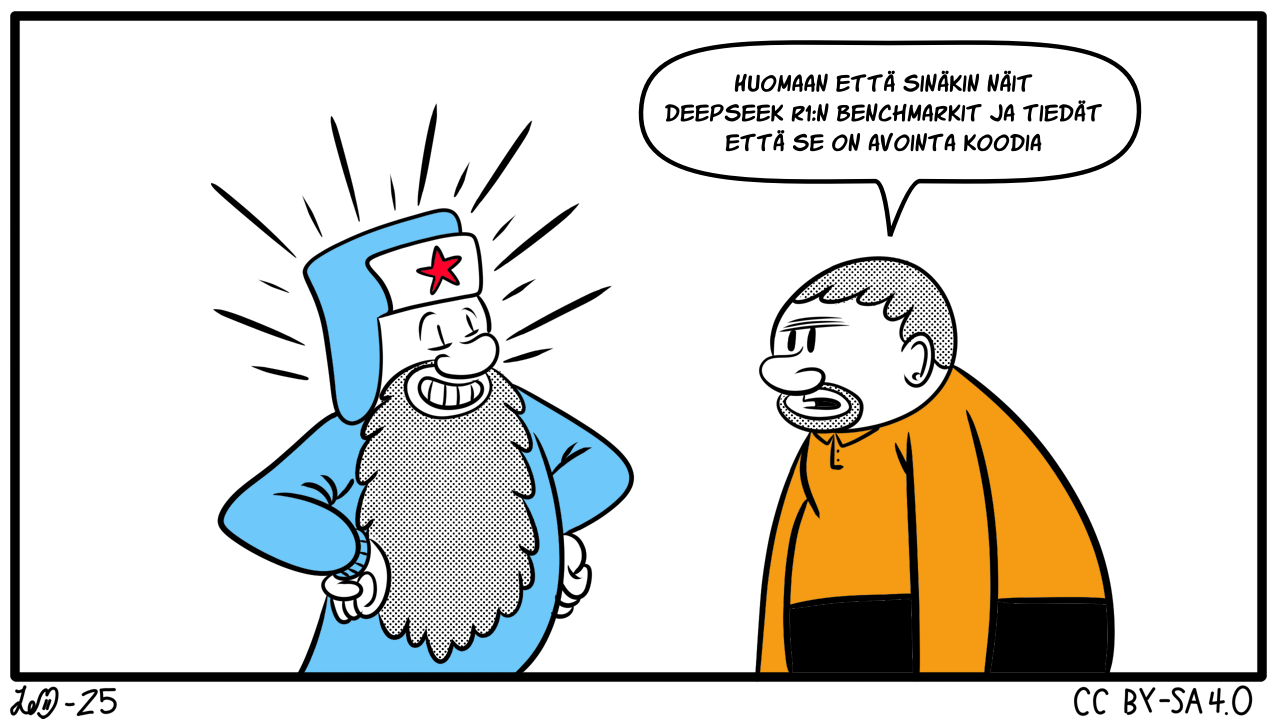 HUOMAAN ETTÄ SINÄKIN NÄIT
DEEPSEEK R1:N BENCHMARKIT JA TIEDÄT
ETTÄ SE ON AVOINTA KOODIA
-25
CC BY-SA 4.0